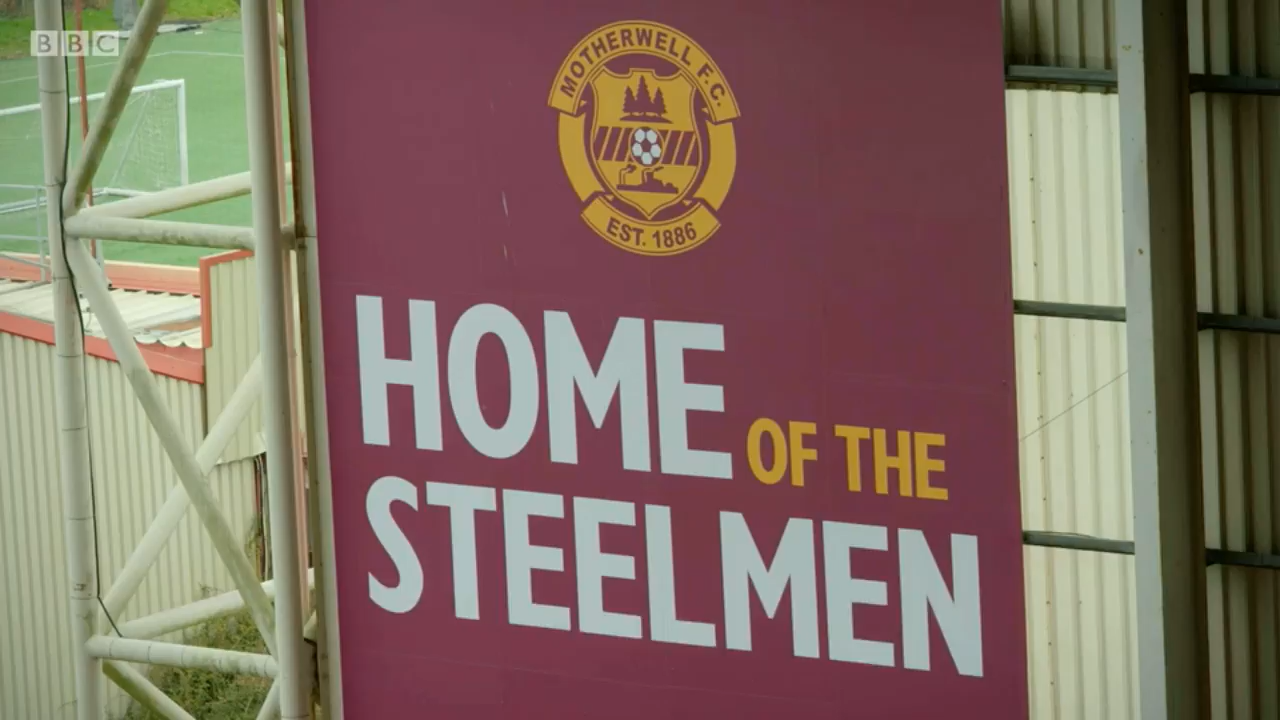 BBC
MOTHERWELL F.C.
EST. 1886
HOME OF THE
STEELMEN